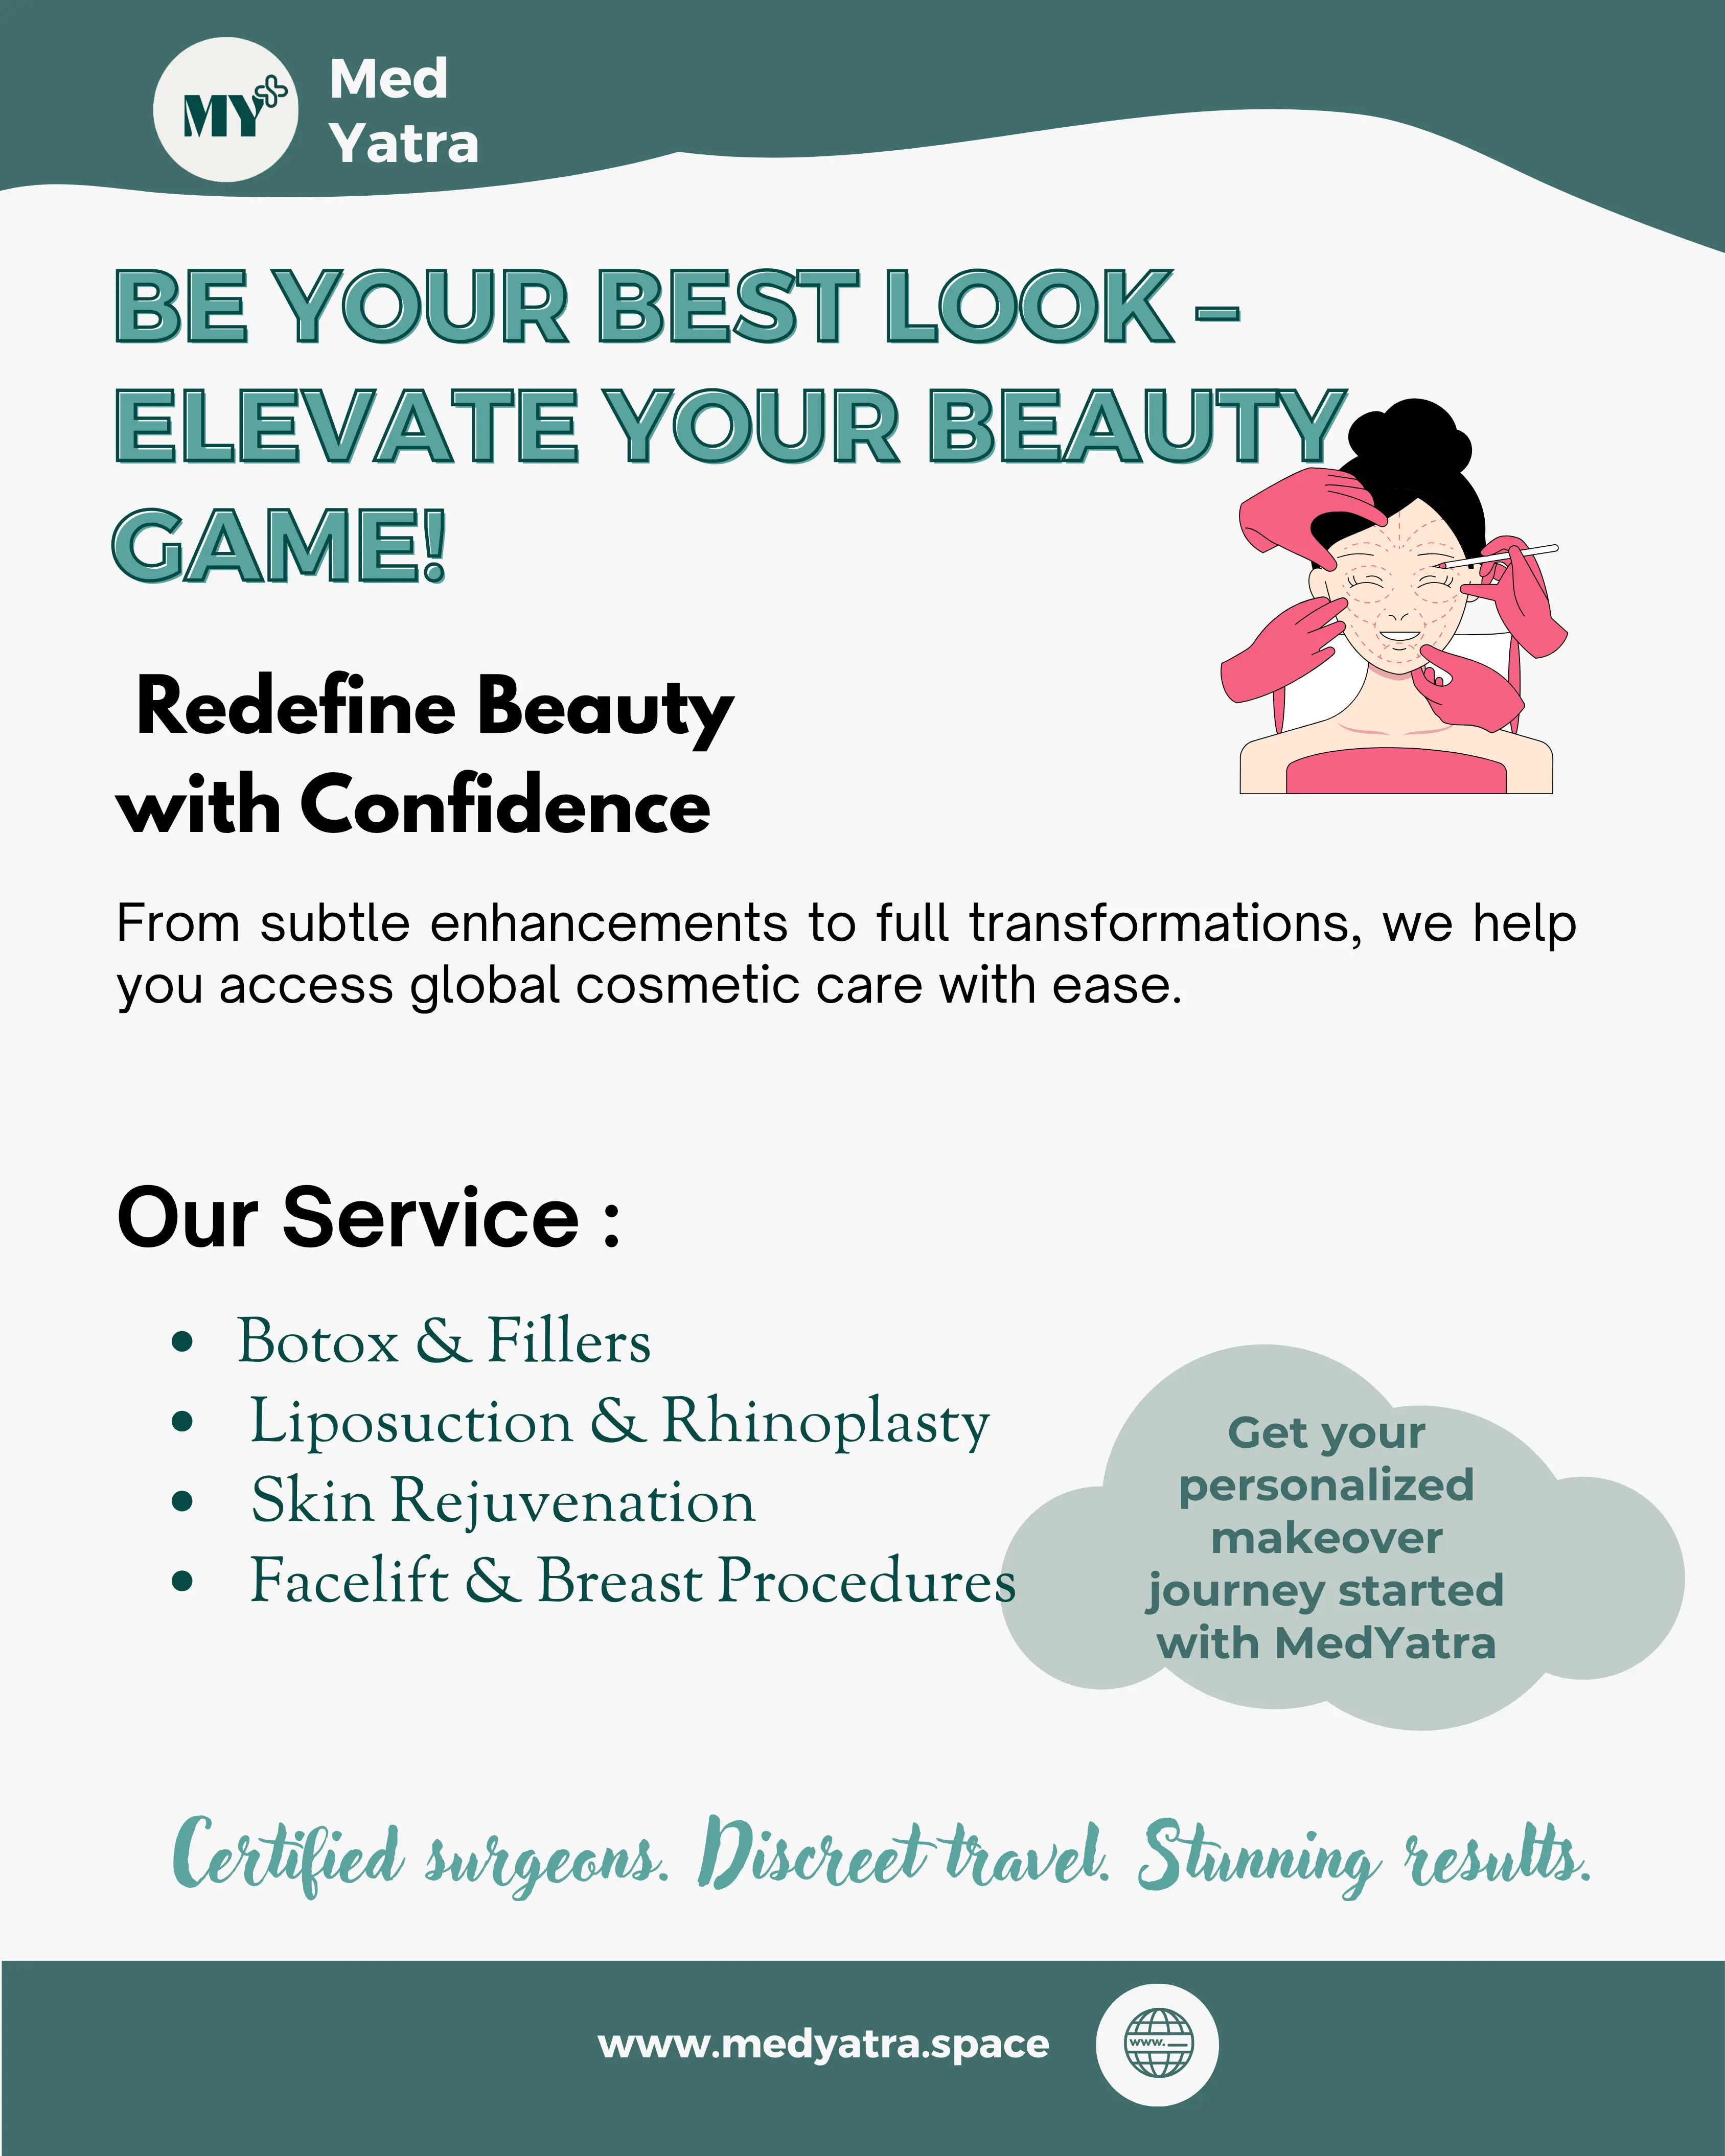 MY
Med
Yatra
BE YOUR BEST LOOK –
ELEVATE YOUR BEAUTY
GAME!
Redefine Beauty
with Confidence
From subtle enhancements to full transformations, we help
you access global cosmetic care with ease.
Our Service :
• Botox & Fillers
• Liposuction & Rhinoplasty
• Skin Rejuvenation
• Facelift & Breast Procedures
Get your
personalized
makeover
journey started
with MedYatra
Certified surgeons. Discreet travel. Stunning results.
www.medyatra.space
www.